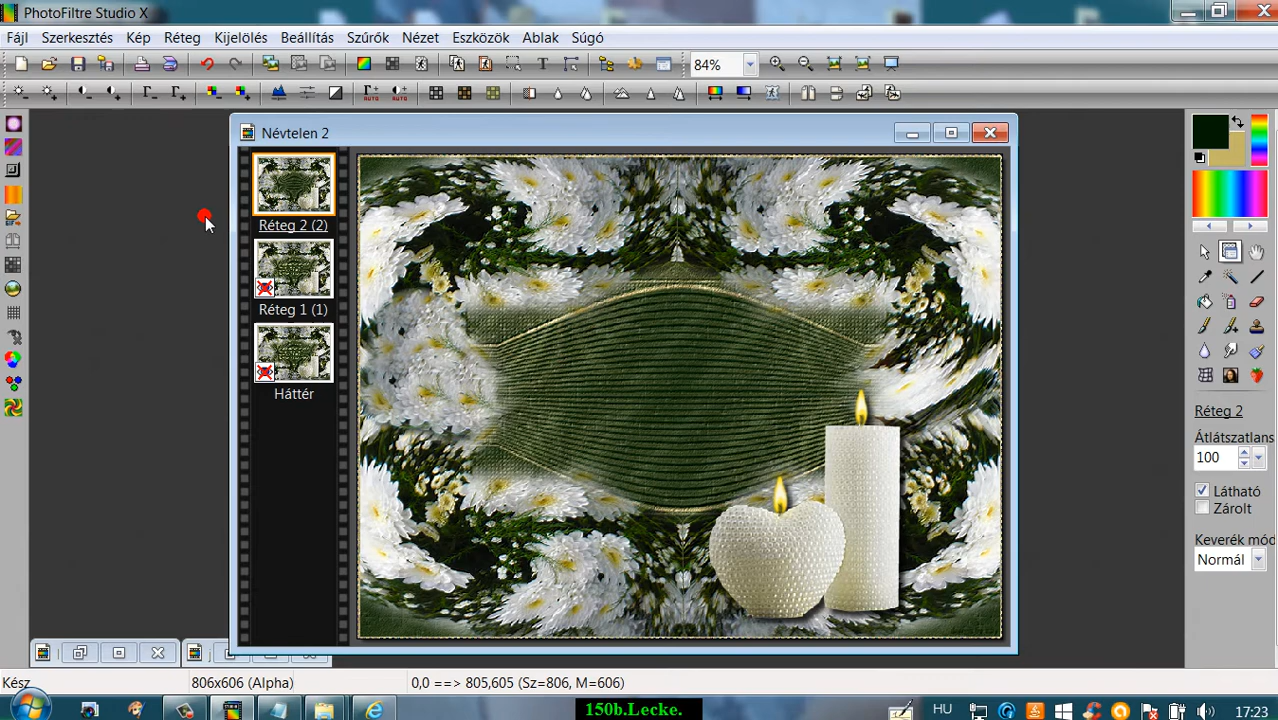 PhotoFiltre Studio X
Fájl Szerkesztés Kép Réteg Kijelölés Beállítás Szűrők Nézet Eszközök Ablak Súgó
T 84%
AUTO AUTO
Névtelen 2
Réteg 2 (2)
Réteg 1 (1)
Háttér
Réteg 2
Átlátszatlans
100
Látható
Zárolt
Keverék mód
Normál
Kész 806x606 (Alpha) 0,0 ==> 805,605 (Sz=806, M=606)
150b.Lecke. HU 17:23